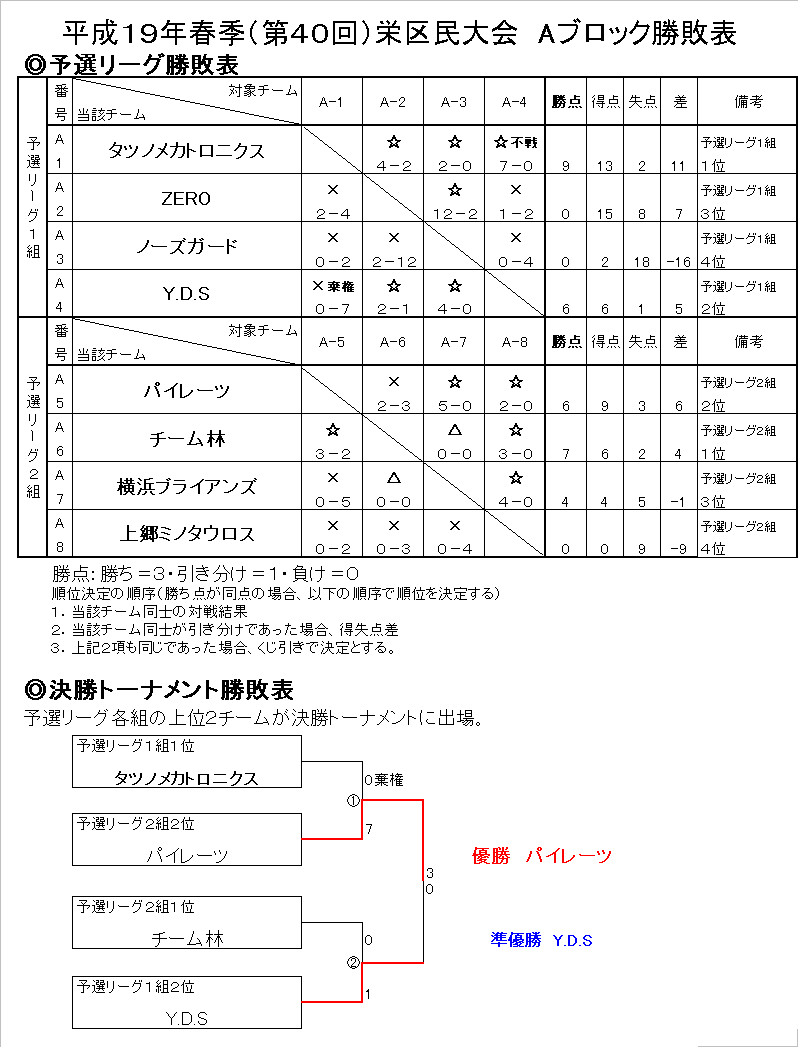 平成１９年春季（第４０回）栄区民大会　Ａブロック勝敗表
◎予選リーグ勝敗表
番号 対象チーム 当該チーム A-1 A-2 A-3 A-4 勝点 得点 失点 差 備考
予選リーグ１組
A1 タツノメカトロニクス ☆ ４－２ ☆ ２－０ ☆不戦 ７－０ 9 13 2 11 予選リーグ1組 1位
A2 ZERO × ２－４ ☆ １２－２ × １－２ 0 15 8 7 予選リーグ1組 3位
A3 ノーズガード × ０－２ × ２－１２ × ０－４ 0 2 18 -16 予選リーグ1組 4位
A4 Y.D.S ×棄権 ０－７ ☆ ２－１ ☆ ４－０ 6 6 1 5 予選リーグ1組 2位
番号 対象チーム 当該チーム A-5 A-6 A-7 A-8 勝点 得点 失点 差 備考
予選リーグ２組
A5 パイレーツ × ２－３ ☆ ５－０ ☆ ２－０ 6 9 3 6 予選リーグ2組 2位
A6 チーム林 ☆ ３－２ △ ０－０ ☆ ３－０ 7 6 2 4 予選リーグ2組 1位
A7 横浜ブライアンズ × ０－５ △ ０－０ ☆ ４－０ 4 4 5 -1 予選リーグ2組 3位
A8 上郷ミノタウロス × ０－２ × ０－３ × ０－４ 0 0 9 -9 予選リーグ2組 4位
勝点：勝ち＝３・引き分け＝１・負け＝０
順位決定の順序（勝ち点が同点の場合、以下の順序で順位を決定する）
１．当該チーム同士の対戦結果
２．当該チーム同士が引き分けであった場合、得失点差
３．上記２項も同じであった場合、くじ引きで決定とする。
◎決勝トーナメント勝敗表
予選リーグ各組の上位２チームが決勝トーナメントに出場。
予選リーグ１組１位
タツノメカトロニクス
０棄権
①
7
予選リーグ２組２位
パイレーツ
優勝　パイレーツ
3
0
予選リーグ２組１位
チーム林
0
準優勝　Y.D.S
②
1
予選リーグ１組２位
Y.D.S